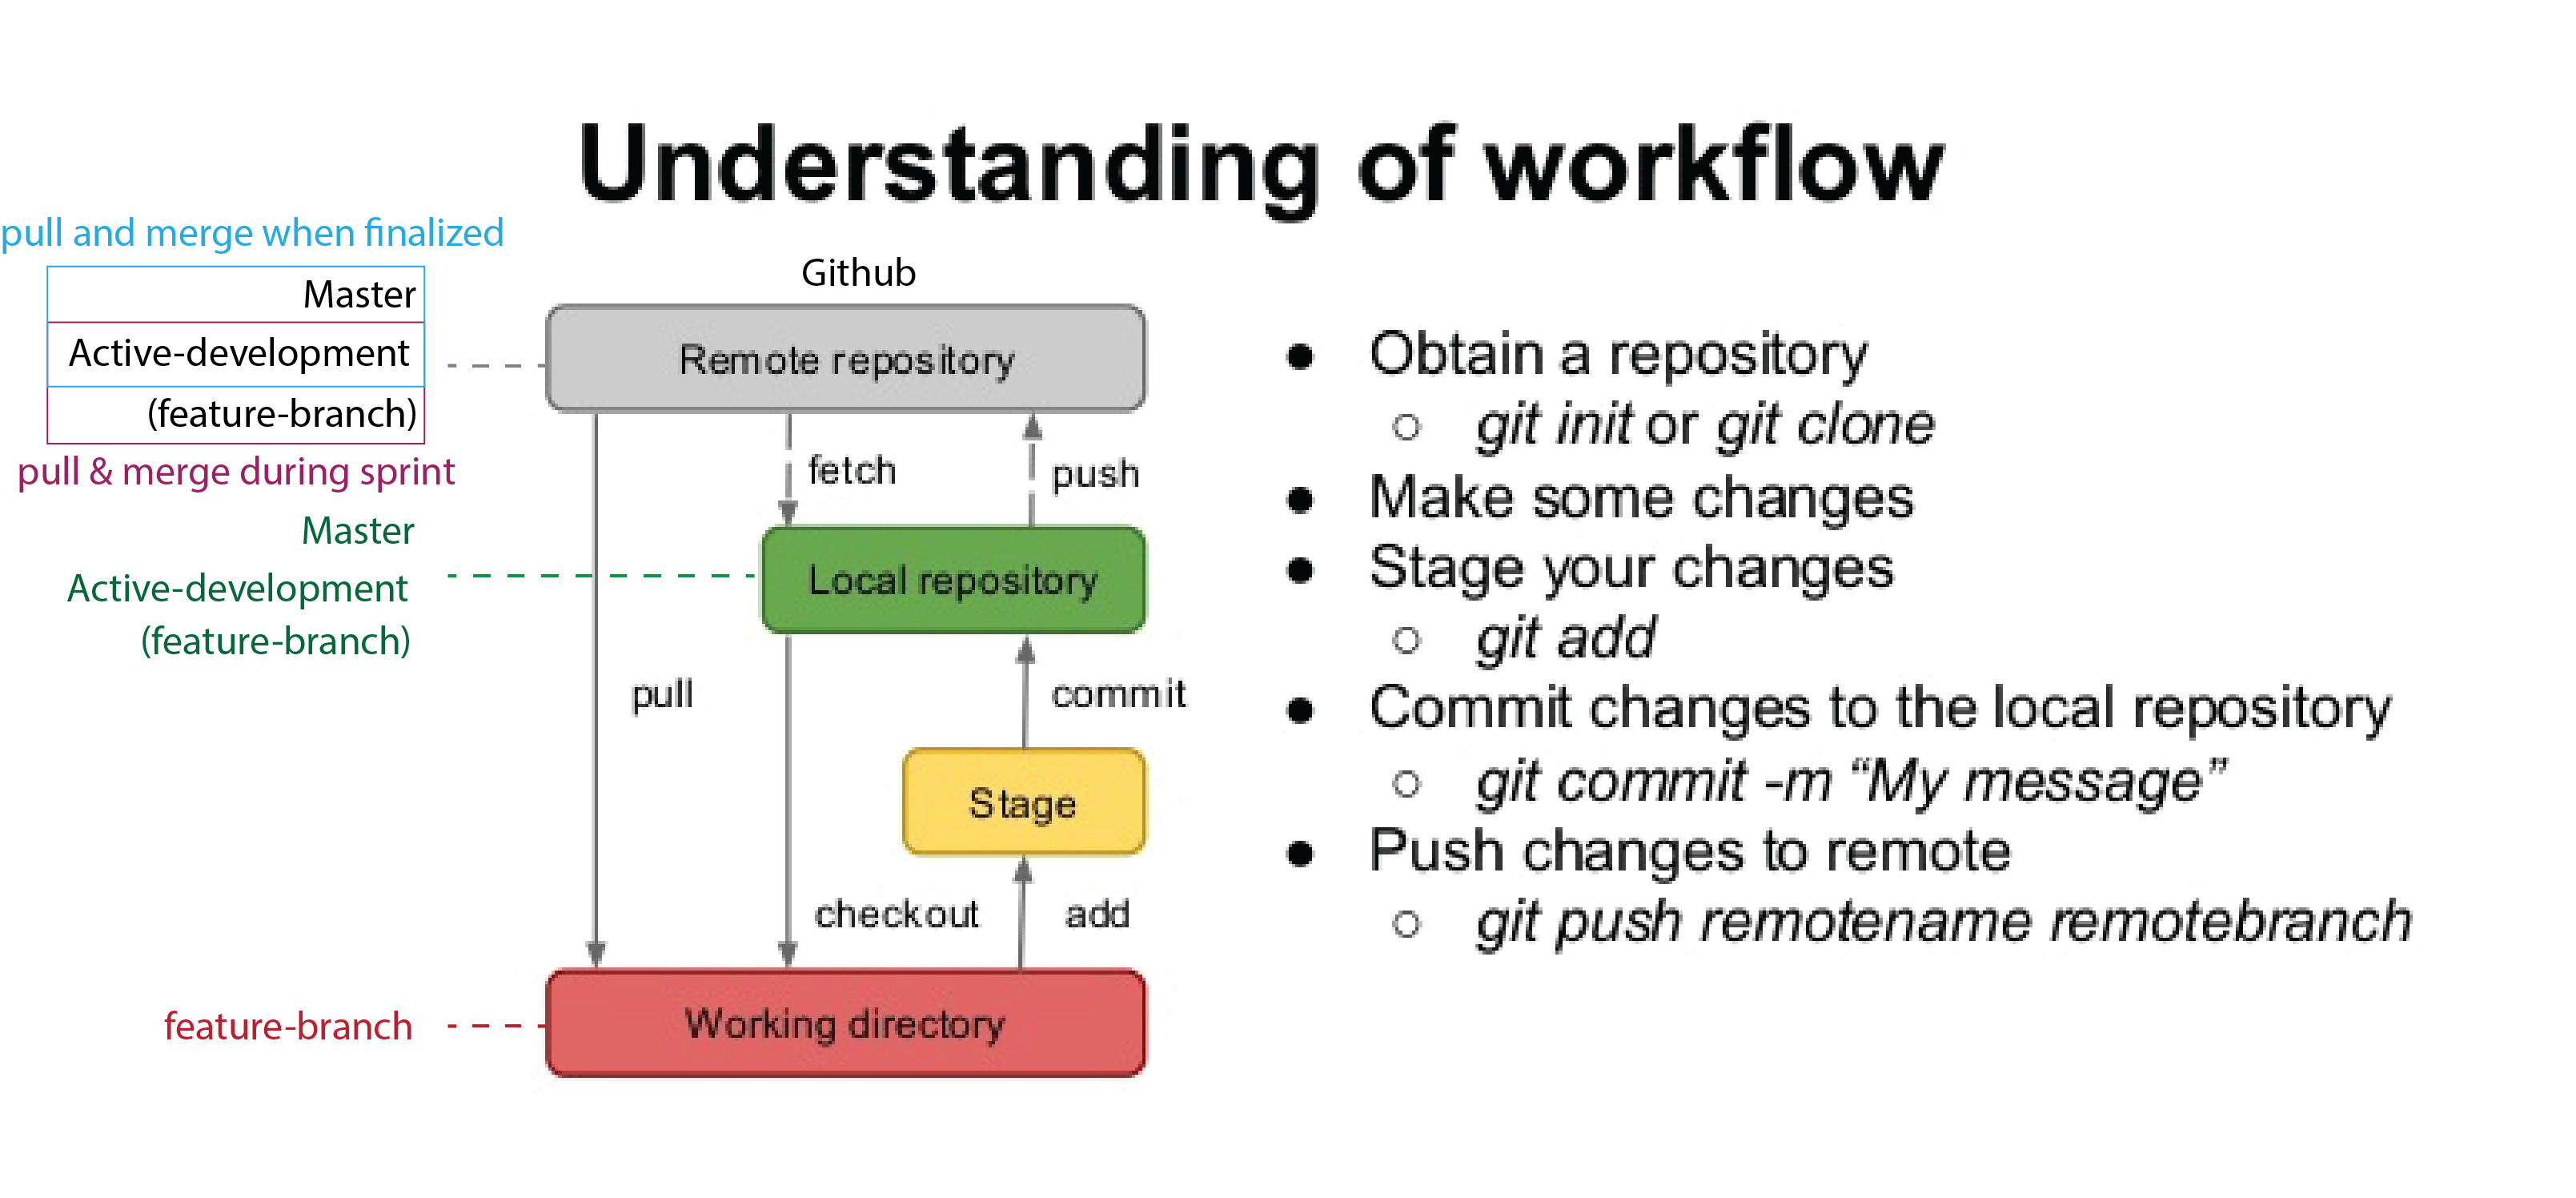 Understanding of workflow
pull and merge when finalized
Master
Active-development
(feature-branch)
pull & merge during sprint
Master
Active-development
(feature-branch)
feature-branch
Github
Remote repository
fetch
push
Local repository
pull
commit
Stage
checkout
add
Working directory
● Obtain a repository
○ git init or git clone
● Make some changes
● Stage your changes
○ git add
● Commit changes to the local repository
○ git commit -m “My message”
● Push changes to remote
○ git push remotename remotebranch